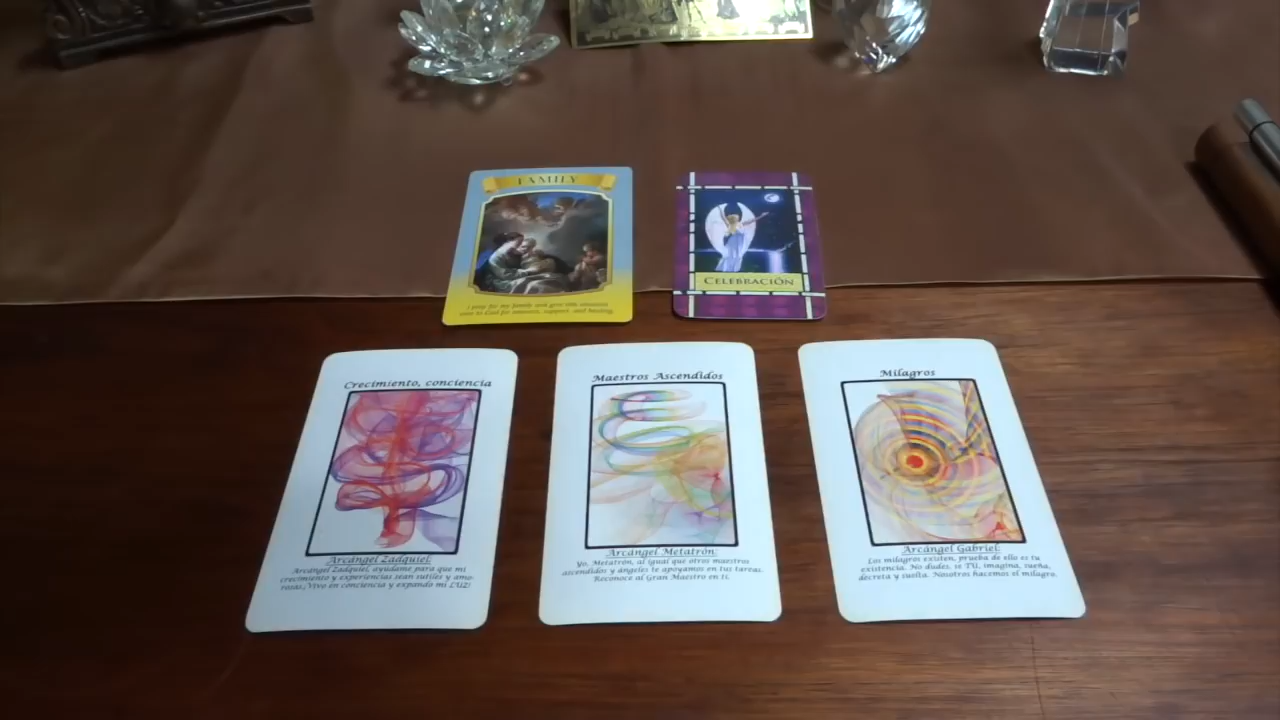 FAMILY
I pray for my family and give this situation
over to God for miracles, support, and healing.
CELEBRACIÓN
Crecimiento, conciencia
Arcángel Zadquiel:
Arcángel Zadquiel, ayúdame para que mi
crecimiento y experiencias sean sutiles y amo-
rosas. Vivo en conciencia y expando mi LUZ!
Maestros Ascendidos
Arcángel Metatrón:
Yo, Metatrón, al igual que otros maestros
ascendidos y ángeles te apoyamos en tus tareas.
Reconoce al Gran Maestro en ti.
Milagros
Arcángel Gabriel:
Los milagros existen, prueba de ello es tu
existencia. No dudes, se TU, imagina, sueña,
decreta y suelta. Nosotros hacemos el milagro.